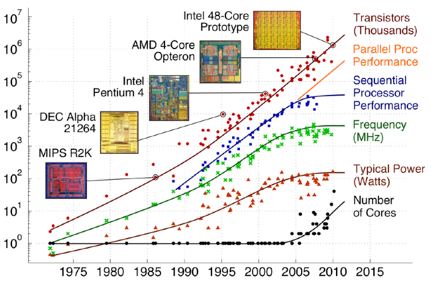 Intel 48-Core
Prototype
AMD 4-Core
Opteron
Intel
Pentium 4
DEC Alpha
21264
MIPS R2K
Transistors
(Thousands)
Parallel Proc
Performance
Sequential
Processor
Performance
Frequency
(MHz)
Typical Power
(Watts)
Number
of Cores
10^7
10^6
10^5
10^4
10^3
10^2
10^1
10^0
1975 1980 1985 1990 1995 2000 2005 2010 2015